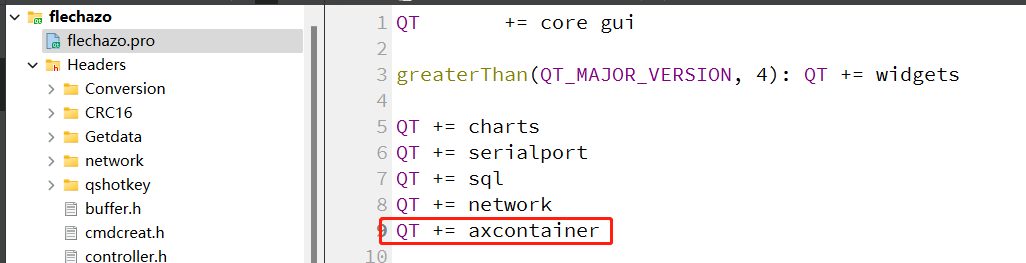 flechazo
flechazo.pro
Headers
Conversion
CRC16
Getdata
network
qshotkey
buffer.h
cmdcreat.h
controller.h
1 QT += core gui
2
3 greaterThan(QT_MAJOR_VERSION, 4): QT += widgets
4
5 QT += charts
6 QT += serialport
7 QT += sql
8 QT += network
9 QT += axcontainer
10